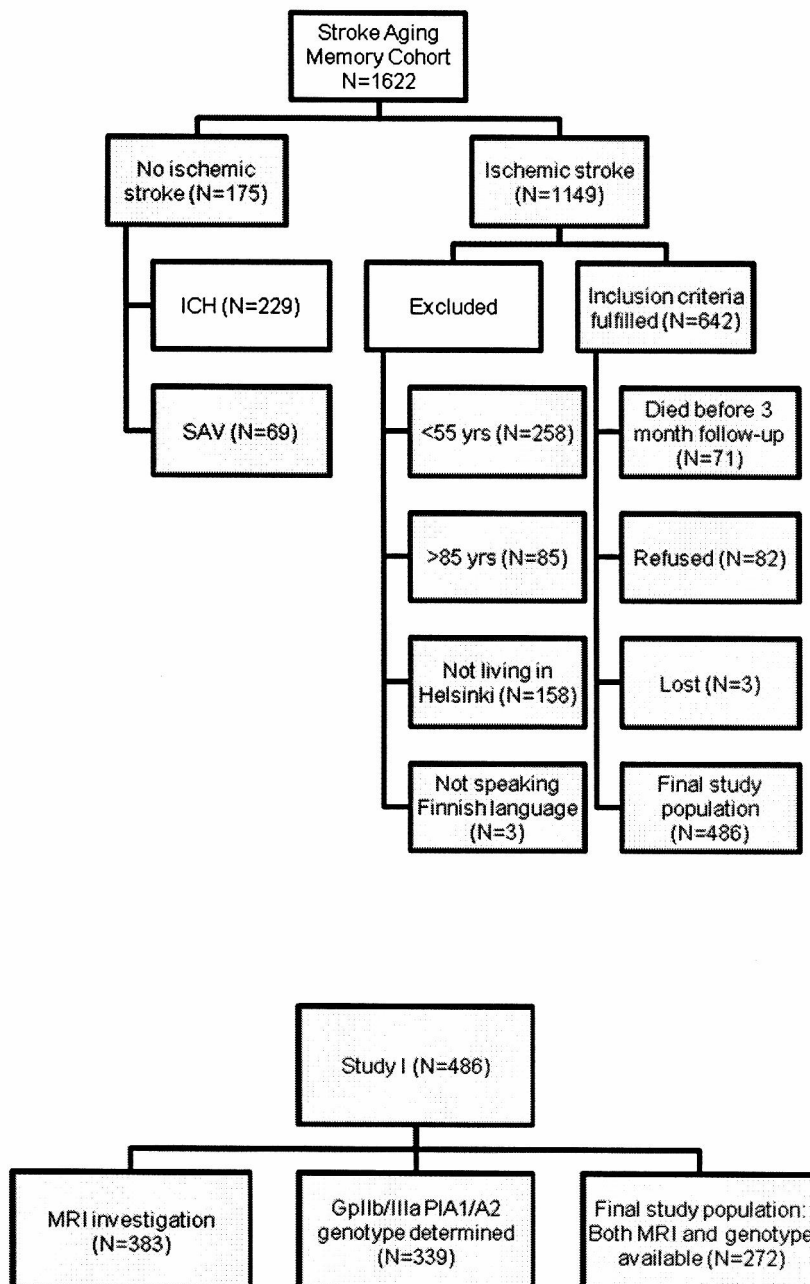 Stroke Aging
Memory Cohort
N=1622
No ischemic
stroke (N=175)
Ischemic stroke
(N=1149)
ICH (N=229)
SAV (N=69)
Excluded
Inclusion criteria
fulfilled (N=642)
<55 yrs (N=258)
Died before 3
month follow-up
(N=71)
>85 yrs (N=85)
Refused (N=82)
Not living in
Helsinki (N=158)
Lost (N=3)
Not speaking
Finnish language
(N=3)
Final study
population
(N=486)
Study I (N=486)
MRI investigation
(N=383)
GpIIb/IIIa PlA1/A2
genotype determined
(N=339)
Final study population:
Both MRI and genotype
available (N=272)